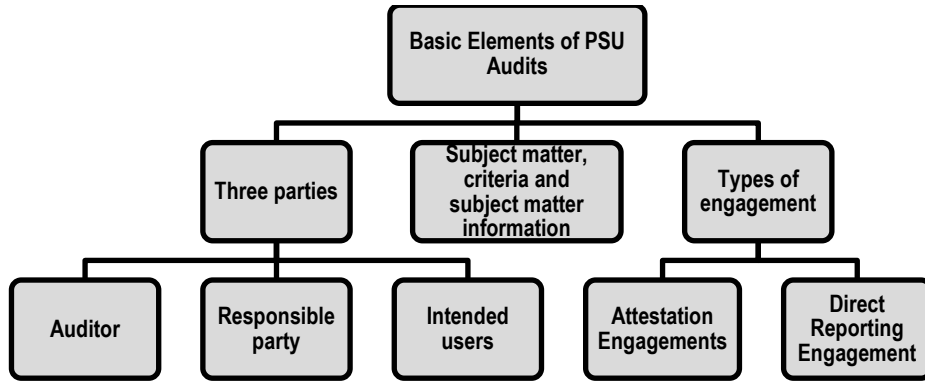 Basic Elements of PSU
Audits
Three parties
Subject matter,
criteria and
subject matter
information
Types of
engagement
Auditor
Responsible
party
Intended
users
Attestation
Engagements
Direct
Reporting
Engagement